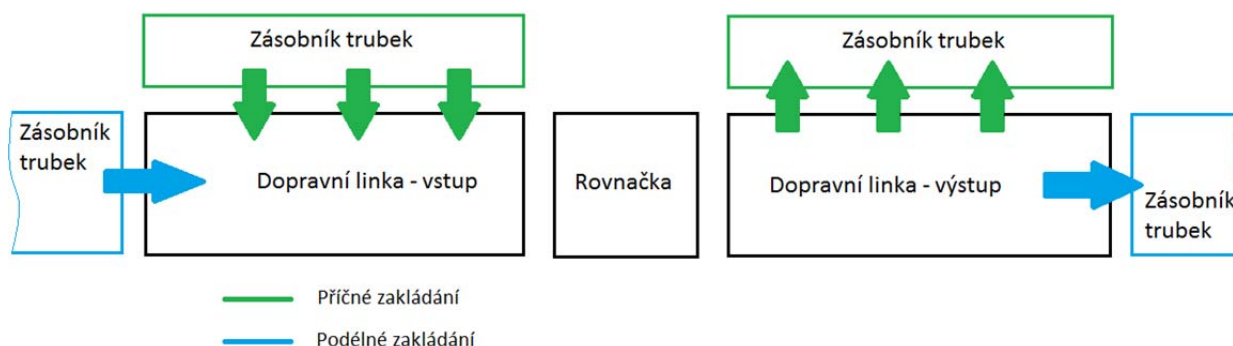 Zásobník trubek
Zásobník trubek
Zásobník
trubek
Dopravní linka - vstup
Rovnačka
Dopravní linka - výstup
Zásobník
trubek
Příčné zakládání
Podélné zakládání